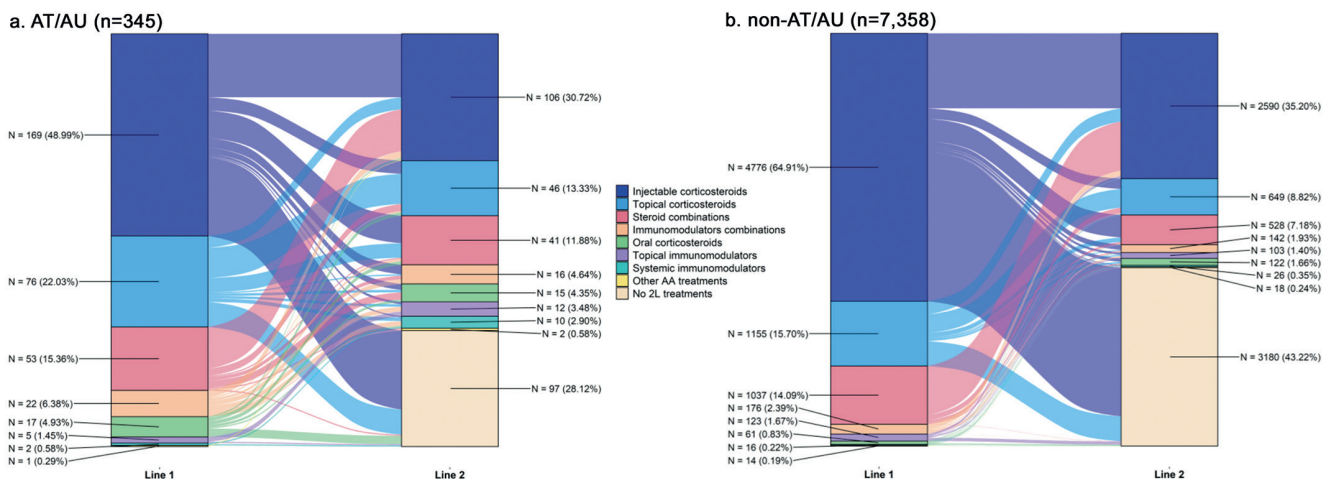 a. AT/AU (n=345)
N = 169 (48.99%)
N = 76 (22.03%)
N = 53 (15.36%)
N = 22 (6.38%)
N = 17 (4.93%)
N = 5 (1.45%)
N = 2 (0.58%)
N = 1 (0.29%)
N = 106 (30.72%)
N = 46 (13.33%)
N = 41 (11.88%)
N = 16 (4.64%)
N = 15 (4.35%)
N = 12 (3.48%)
N = 10 (2.90%)
N = 2 (0.58%)
N = 97 (28.12%)
Line 1
Line 2
Injectable corticosteroids
Topical corticosteroids
Steroid combinations
Immunomodulators combinations
Oral corticosteroids
Topical immunomodulators
Systemic immunomodulators
Other AA treatments
No 2L treatments
b. non-AT/AU (n=7,358)
N = 4776 (64.91%)
N = 1155 (15.70%)
N = 1037 (14.09%)
N = 176 (2.39%)
N = 123 (1.67%)
N = 61 (0.83%)
N = 16 (0.22%)
N = 14 (0.19%)
N = 2590 (35.20%)
N = 649 (8.82%)
N = 528 (7.18%)
N = 142 (1.93%)
N = 103 (1.40%)
N = 122 (1.66%)
N = 26 (0.35%)
N = 18 (0.24%)
N = 3180 (43.22%)
Line 1
Line 2